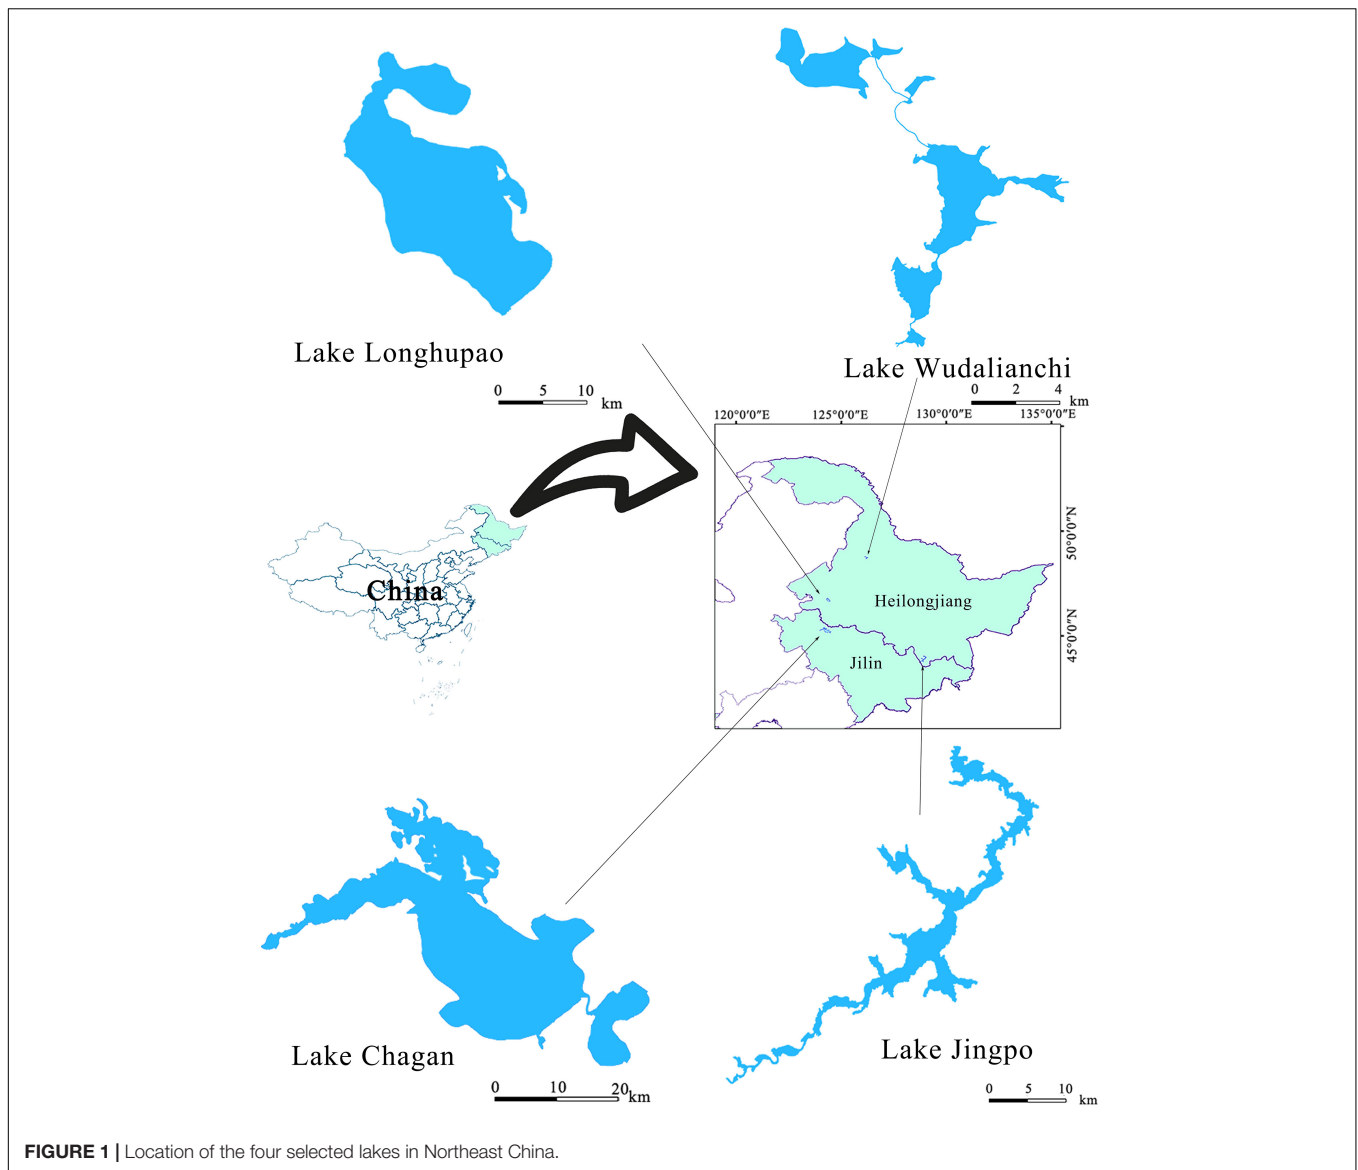 Lake Longhupao
0 5 10 km
Lake Wudalianchi
0 2 4 km
120°0'0"E 125°0'0"E 130°0'0"E 135°0'0"E
50°0'0"N
China
Heilongjiang
45°0'0"N
Jilin
Lake Chagan
0 10 20 km
Lake Jingpo
0 5 10 km
FIGURE 1 | Location of the four selected lakes in Northeast China.